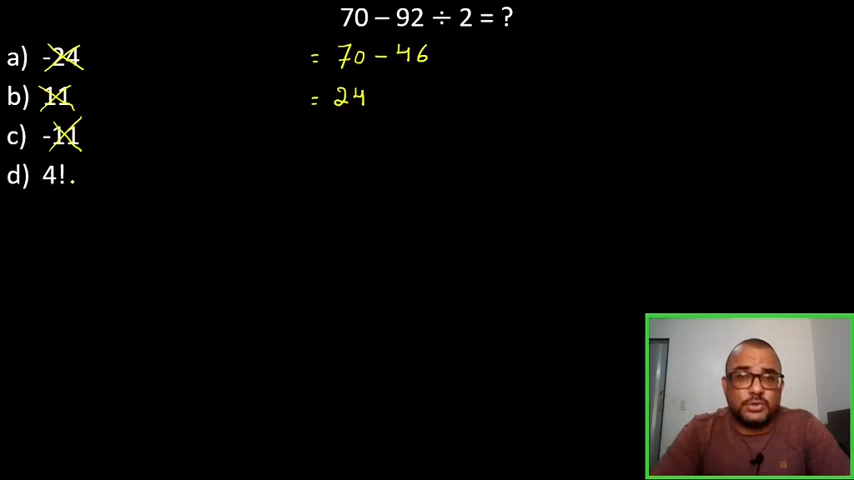 70 – 92 ÷ 2 = ?
a) -24
= 70 - 46
b) 11
= 24
c) -11
d) 4!.